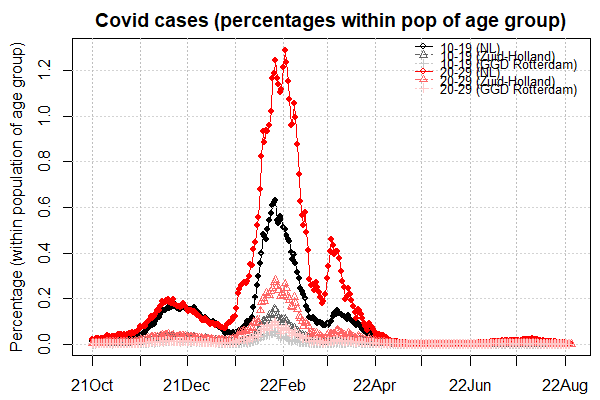 Covid cases (percentages within pop of age group)
Percentage (within population of age group)
1.2
1.0
0.8
0.6
0.4
0.2
0.0
10-19 (NL)
10-19 (Zuid-Holland)
10-19 (GGD Rotterdam)
20-29 (NL)
20-29 (Zuid-Holland)
20-29 (GGD Rotterdam)
21Oct 21Dec 22Feb 22Apr 22Jun 22Aug